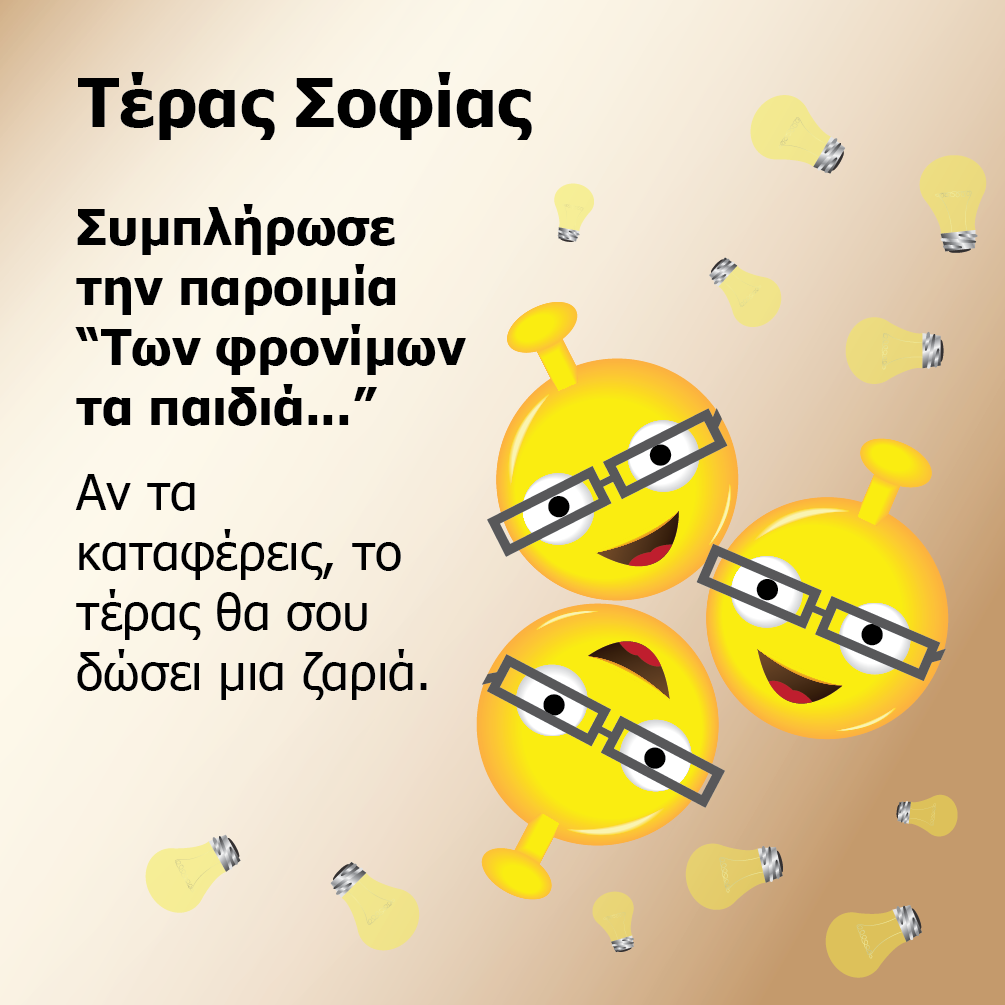 Τέρας Σοφίας
Συμπλήρωσε
την παροιμία
“Των φρονίμων
τα παιδιά...”
Αν τα
καταφέρεις, το
τέρας θα σου
δώσει μια ζαριά.